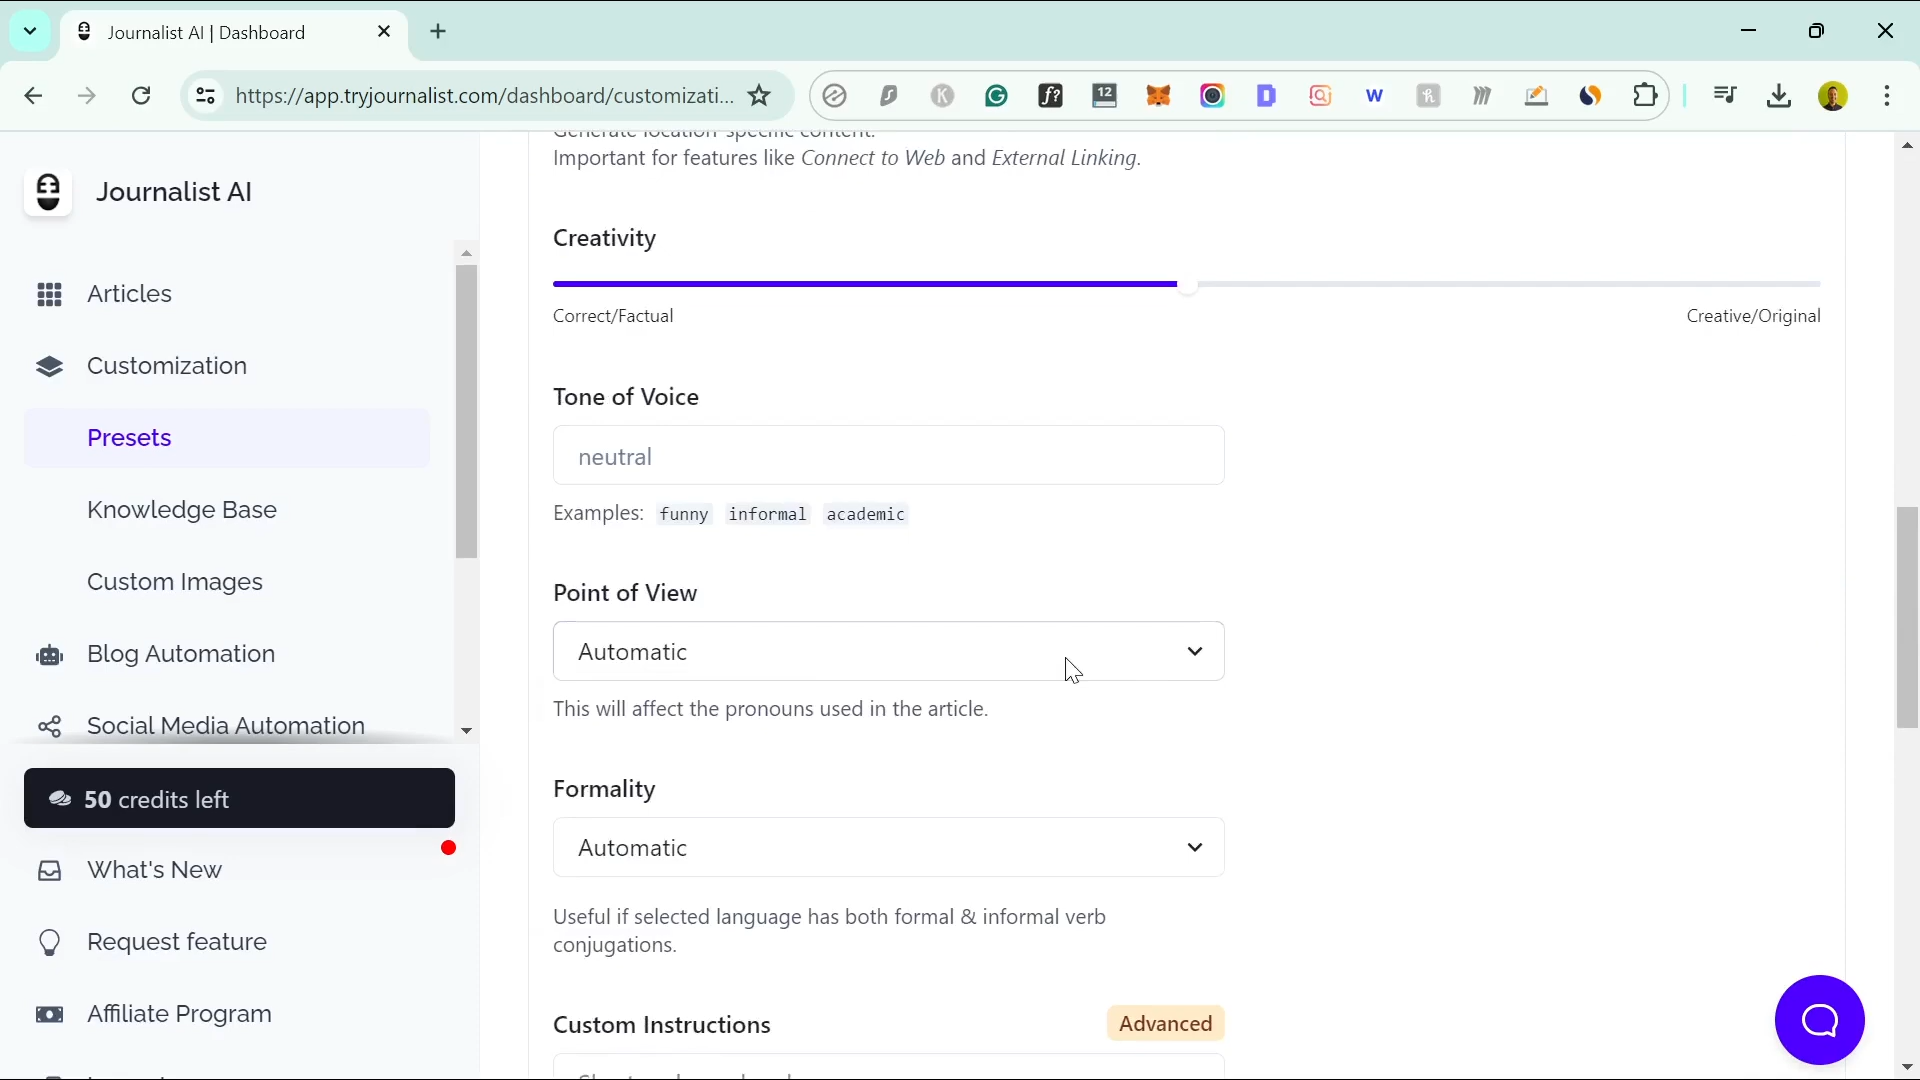 Journalist AI | Dashboard
https://app.tryjournalist.com/dashboard/customizati...
Generate location-specific content.
Important for features like Connect to Web and External Linking.
Journalist AI
Articles
Customization
Presets
Knowledge Base
Custom Images
Blog Automation
Social Media Automation
50 credits left
What's New
Request feature
Affiliate Program
Creativity
Correct/Factual
Creative/Original
Tone of Voice
neutral
Examples: funny informal academic
Point of View
Automatic
This will affect the pronouns used in the article.
Formality
Automatic
Useful if selected language has both formal & informal verb
conjugations.
Custom Instructions
Advanced